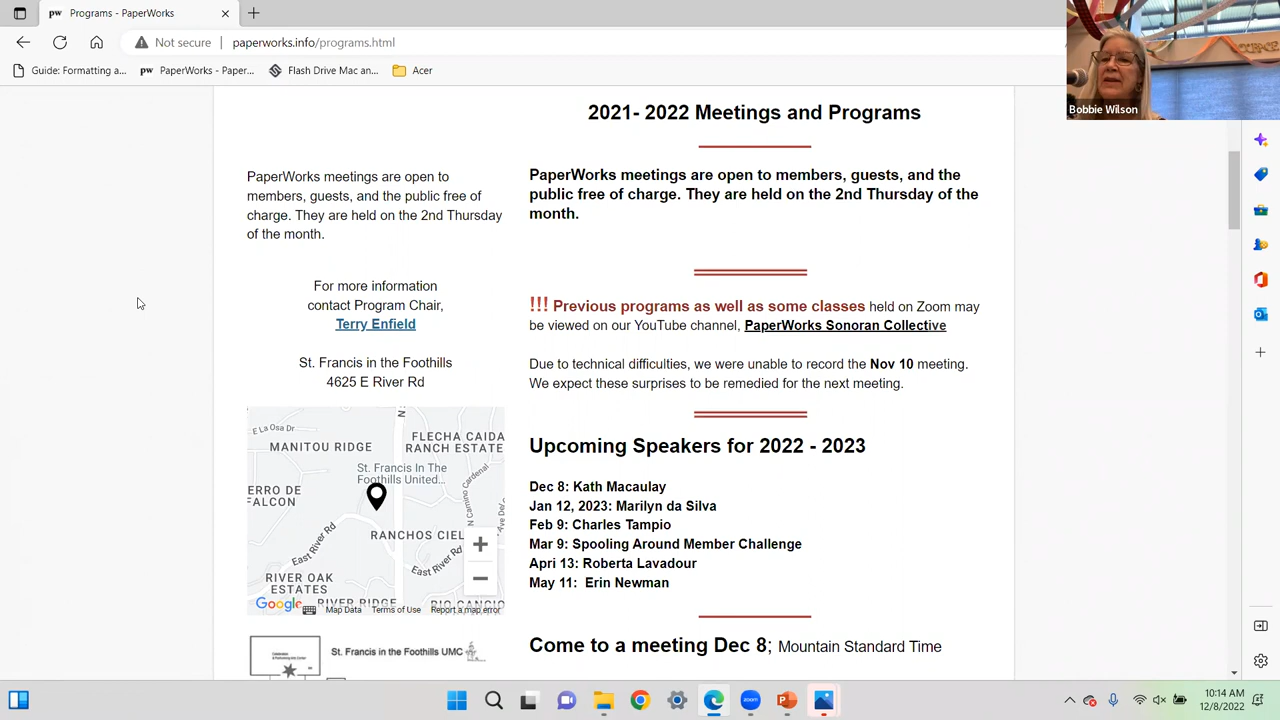 Programs - PaperWorks
Not secure
paperworks.info/programs.html
Guide: Formatting a...
PaperWorks - Paper...
Flash Drive Mac an...
Acer
Bobbie Wilson
2021- 2022 Meetings and Programs
PaperWorks meetings are open to
members, guests, and the public free of
charge. They are held on the 2nd Thursday
of the month.
For more information
contact Program Chair,
Terry Enfield
St. Francis in the Foothills
4625 E River Rd
E La Osa Dr
MANITOU RIDGE
FLECHA CAIDA
RANCH ESTATE
St. Francis In The
Foothills United...
ERRO DE
FALCON
N Camino Cardenal
RANCHOS CIEL
East River Rd
East River Rd
RIVER OAK
ESTATES
RIVER RIDGE
RIO CANCIO
Google
Map Data
Terms of Use
Report a map error
St. Francis in the Foothills UMC
PaperWorks meetings are open to members, guests, and the
public free of charge. They are held on the 2nd Thursday of the
month.
!!! Previous programs as well as some classes held on Zoom may
be viewed on our YouTube channel, PaperWorks Sonoran Collective
Due to technical difficulties, we were unable to record the Nov 10 meeting.
We expect these surprises to be remedied for the next meeting.
Upcoming Speakers for 2022 - 2023
Dec 8: Kath Macaulay
Jan 12, 2023: Marilyn da Silva
Feb 9: Charles Tampio
Mar 9: Spooling Around Member Challenge
Apri 13: Roberta Lavadour
May 11: Erin Newman
Come to a meeting Dec 8; Mountain Standard Time
10:14 AM
12/8/2022